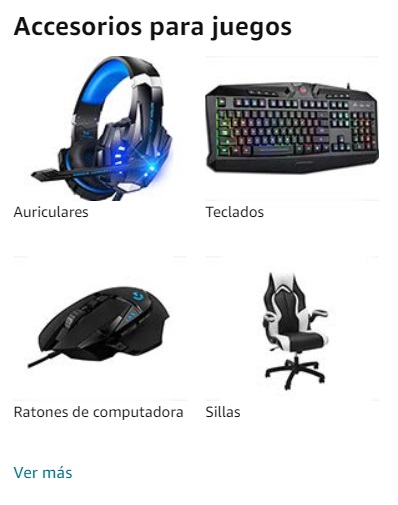 Accesorios para juegos
Auriculares
Teclados
Ratones de computadora
Sillas
Ver más